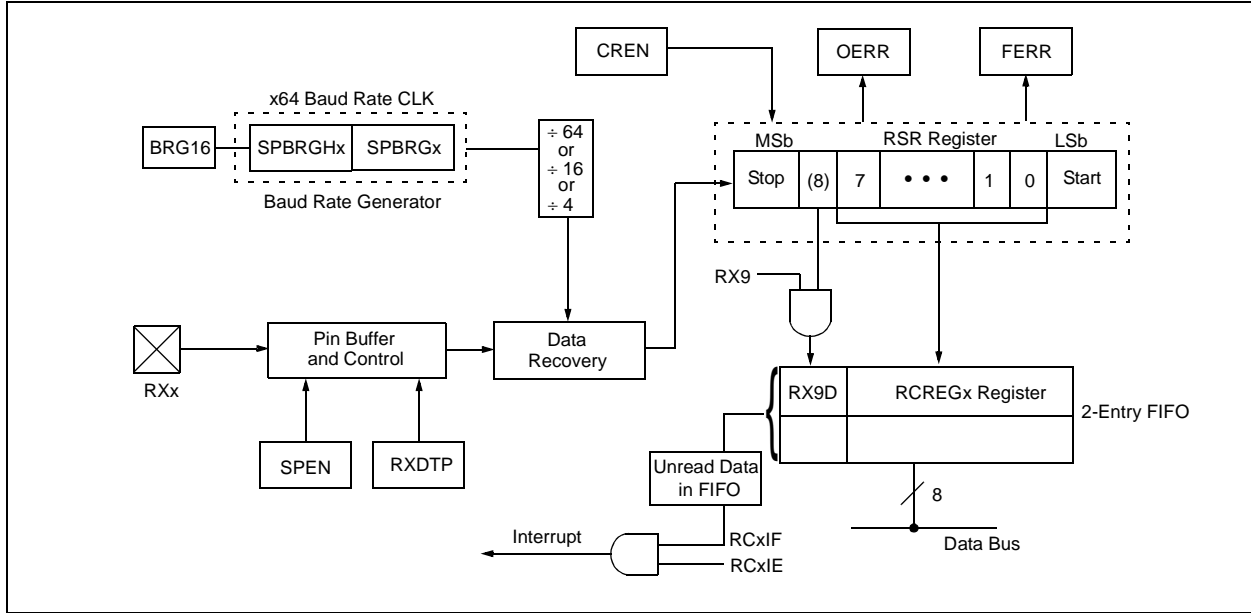 CREN
OERR
FERR
x64 Baud Rate CLK
BRG16
SPBRGHx
SPBRGx
Baud Rate Generator
÷ 64
or
÷ 16
or
÷ 4
MSb
RSR Register
LSb
Stop
(8)
7
• • •
1
0
Start
RX9
RXx
Pin Buffer
and Control
Data
Recovery
SPEN
RXDTP
RX9D
RCREGx Register
2-Entry FIFO
Unread Data
in FIFO
8
Data Bus
Interrupt
RCxIF
RCxIE